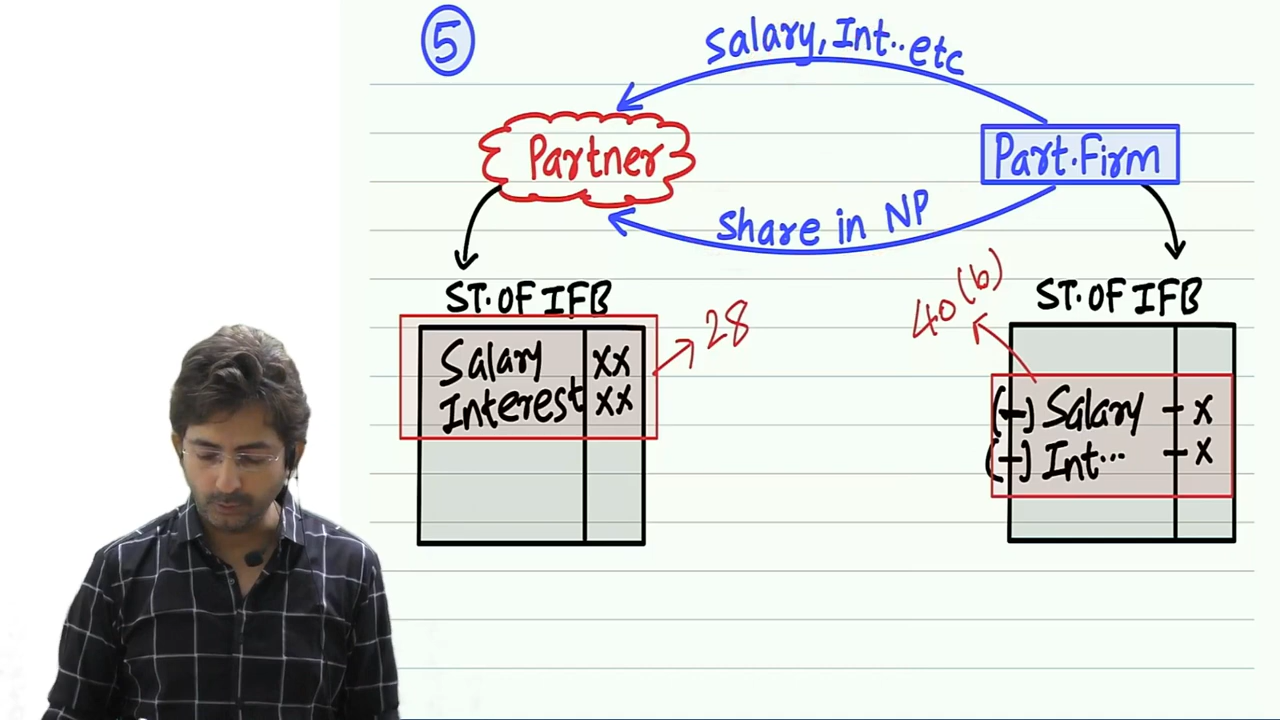 5
Salary, Int..etc
Partner
Part.Firm
Share in NP
ST. OF IFB
Salary xx
Interest xx
28
40(b)
ST. OF IFB
(-) Salary - x
(-) Int... - x